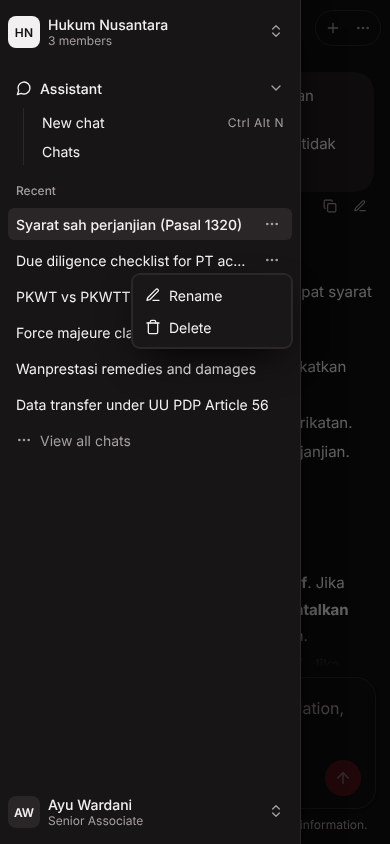 HN
Hukum Nusantara
3 members
Assistant
New chat
Ctrl Alt N
Chats
Recent
Syarat sah perjanjian (Pasal 1320)
Due diligence checklist for PT ac...
PKWT vs PKWTT
Rename
Delete
Force majeure cla
Wanprestasi remedies and damages
Data transfer under UU PDP Article 56
View all chats
AW
Ayu Wardani
Senior Associate
an
tidak
pat syarat
katkan
rikatan.
janjian.
f. Jika
talkan
ation,
information.